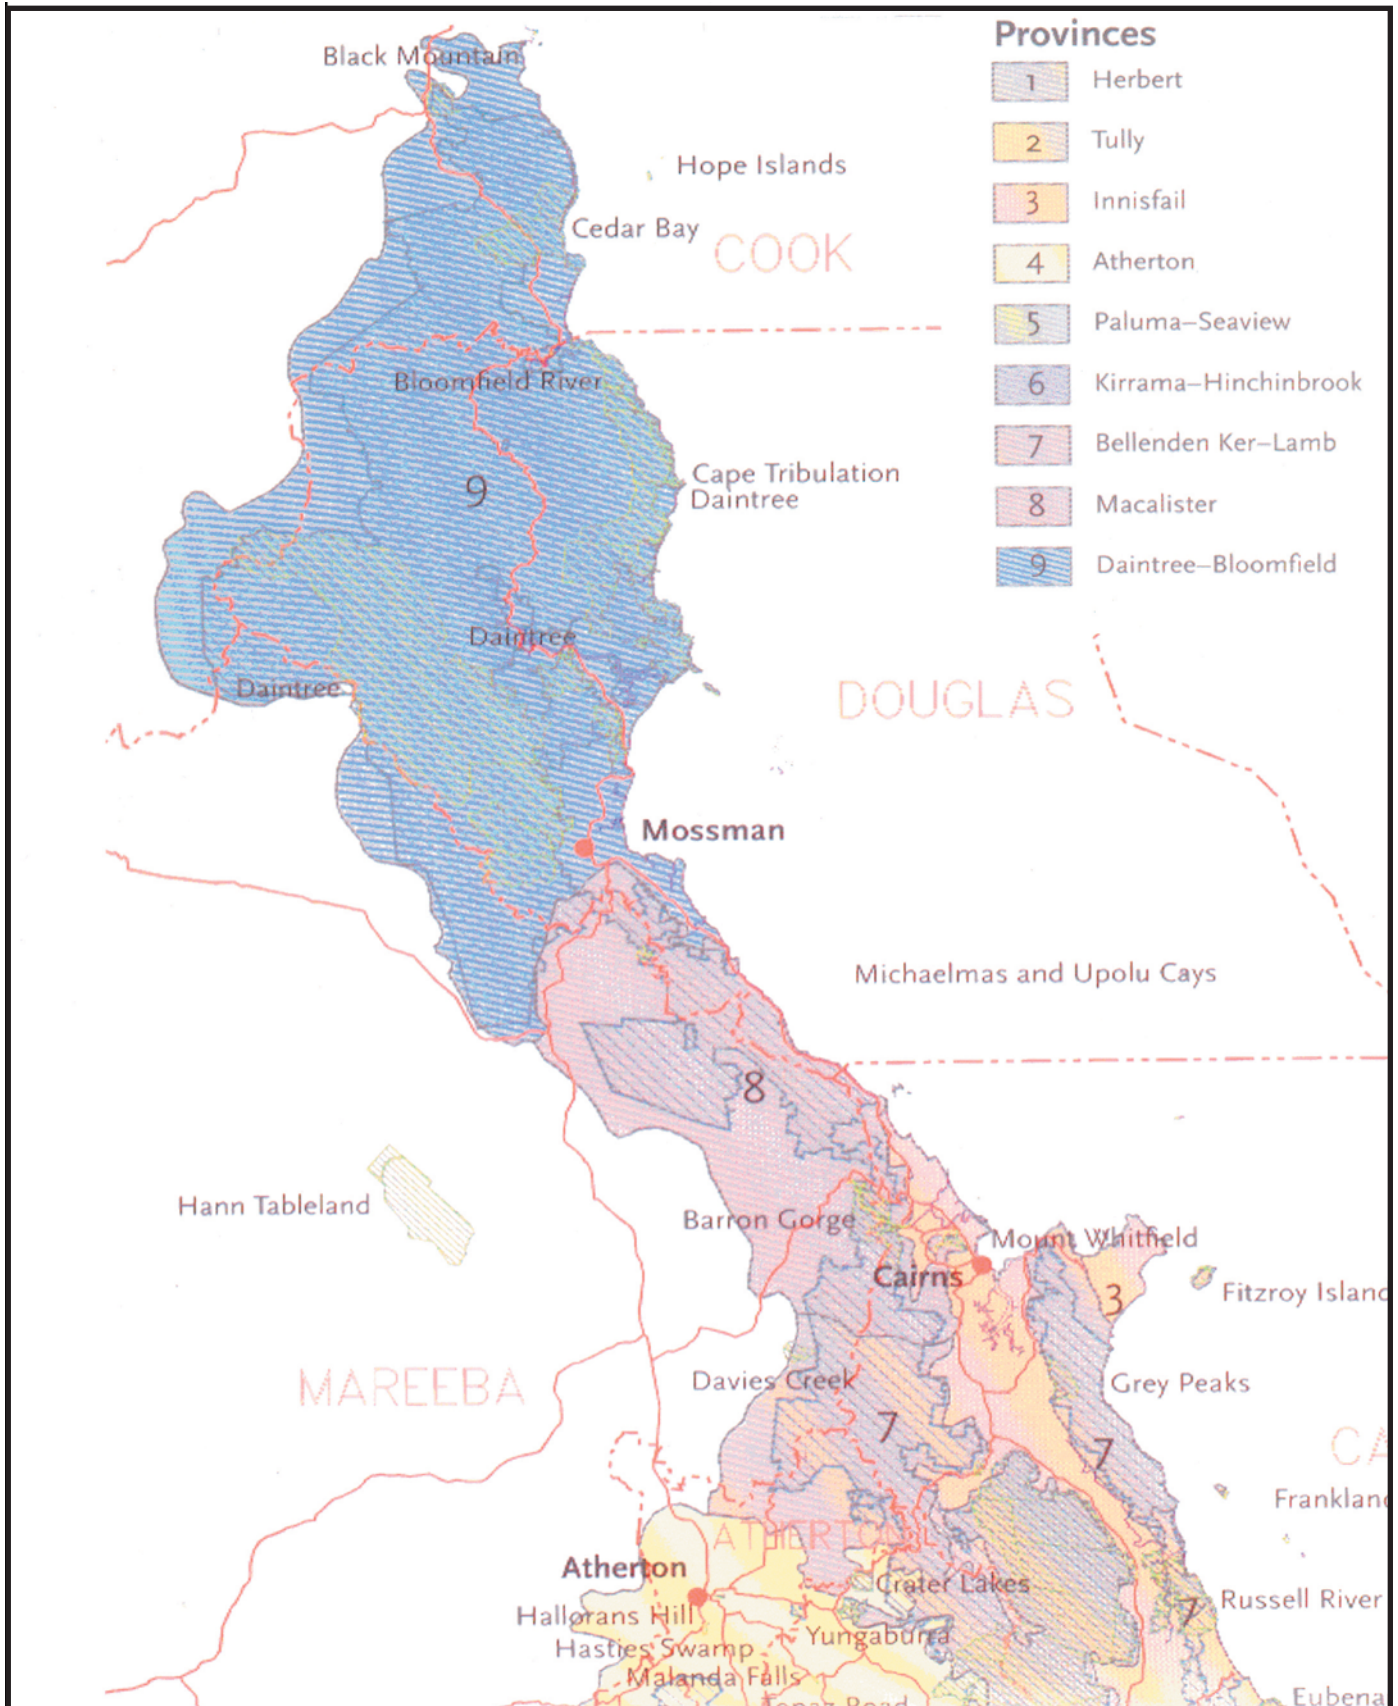 Provinces
1 Herbert
2 Tully
3 Innisfail
4 Atherton
5 Paluma–Seaview
6 Kirrama–Hinchinbrook
7 Bellenden Ker–Lamb
8 Macalister
9 Daintree–Bloomfield
Black Mountain
Hope Islands
Cedar Bay
COOK
Bloomfield River
9
Cape Tribulation
Daintree
Daintree
Daintree
DOUGLAS
Mossman
Michaelmas and Upolu Cays
8
Hann Tableland
Barron Gorge
Mount Whitfield
Cairns
3
Fitzroy Island
MAREEBA
Davies Creek
Grey Peaks
7
7
CA
Frankland
ATHERTON
Atherton
Crater Lakes
Hallorans Hill
7
Russell River
Yungaburra
Hasties Swamp
Malanda Falls
Topaz Road
Eubena